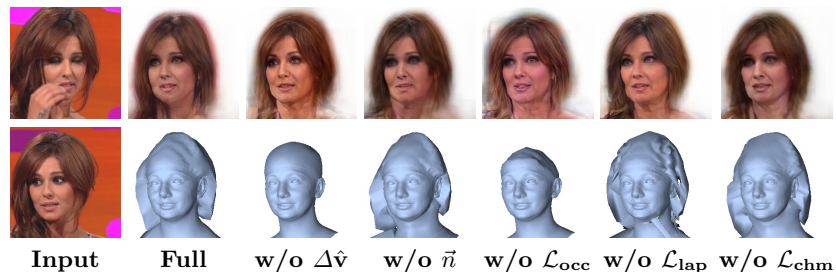 Input Full w/o Δv̂ w/o n⃗ w/o ℒocc w/o ℒlap w/o ℒchm